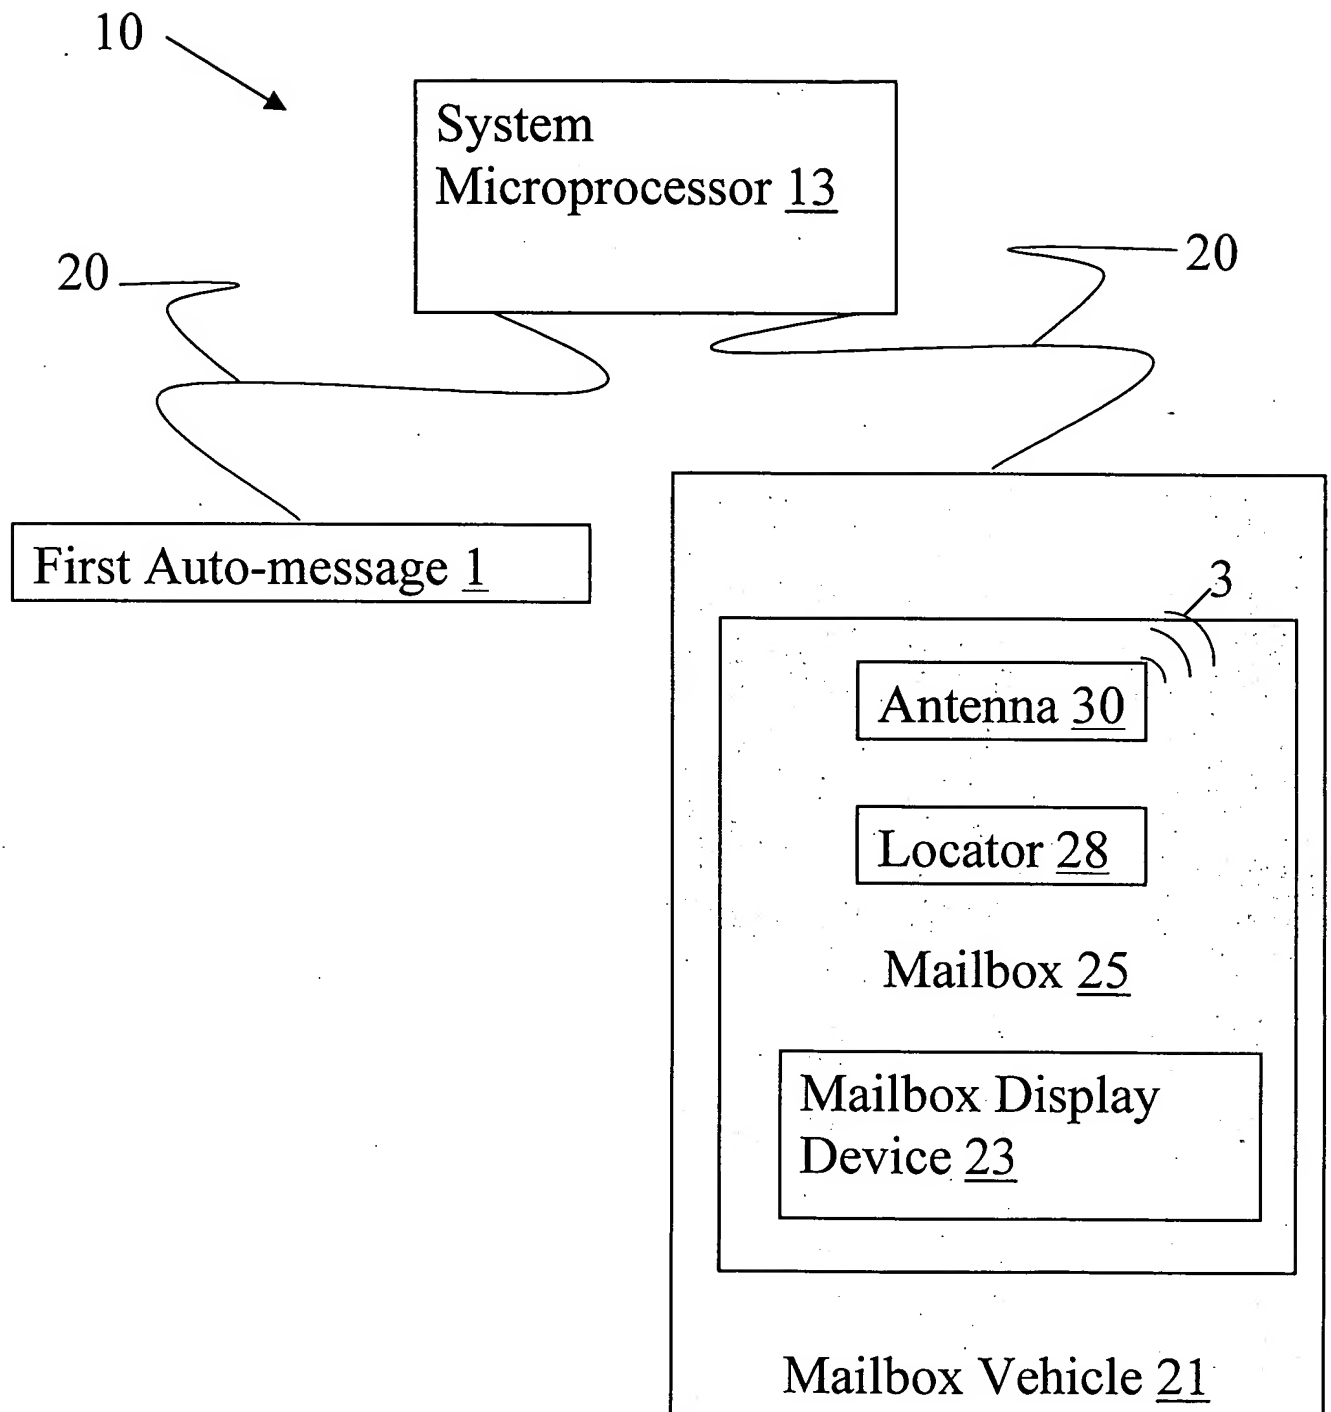 10
System
Microprocessor 13
20
20
First Auto-message 1
3
Antenna 30
Locator 28
Mailbox 25
Mailbox Display
Device 23
Mailbox Vehicle 21